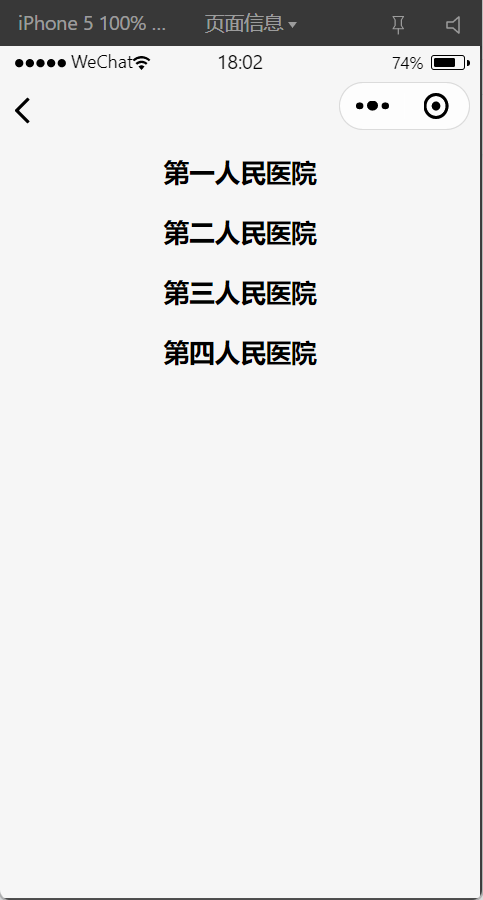 iPhone 5 100% ... 页面信息
WeChat 18:02 74%
第一人民医院
第二人民医院
第三人民医院
第四人民医院